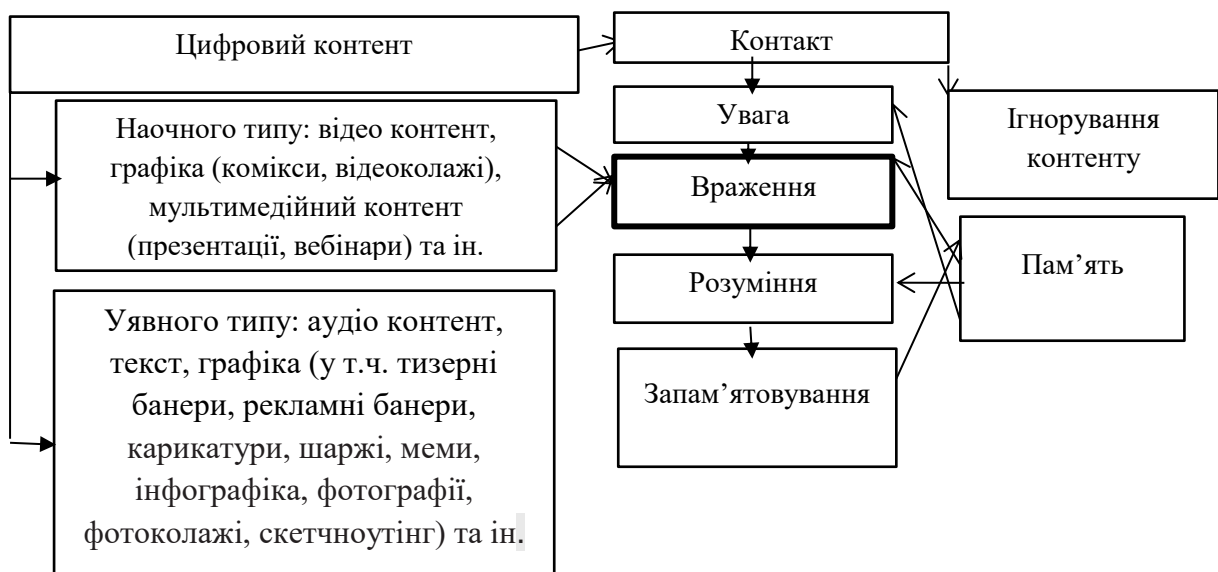 Цифровий контент
Контакт
Увага
Ігнорування
контенту
Наочного типу: відео контент,
графіка (комікси, відеоколажі),
мультимедійний контент
(презентації, вебінари) та ін.
Враження
Розуміння
Пам’ять
Уявного типу: аудіо контент,
текст, графіка (у т.ч. тизерні
банери, рекламні банери,
карикатури, шаржі, меми,
інфографіка, фотографії,
фотоколажі, скетчноутінг) та ін.
Запам’ятовування